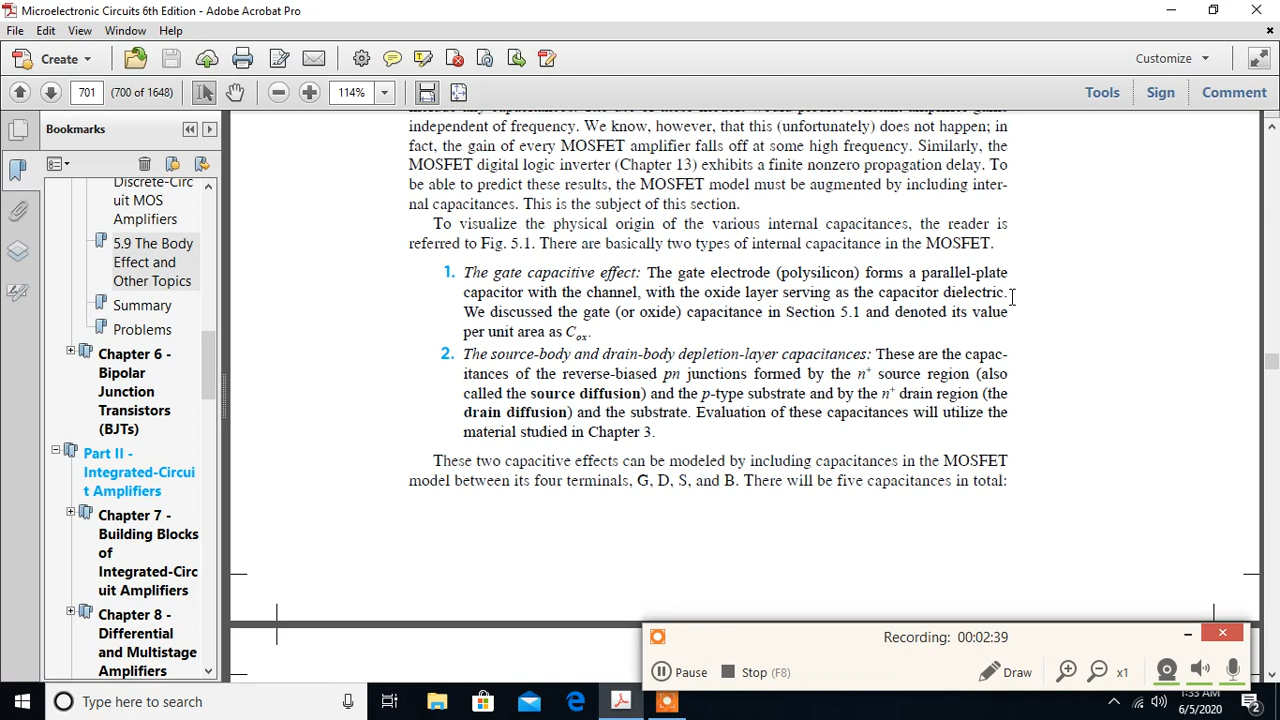 Microelectronic Circuits 6th Edition - Adobe Acrobat Pro
File Edit View Window Help
Create
Customize
701 (700 of 1648)
114%
Tools Sign Comment
Bookmarks
Discrete-Circ
uit MOS
Amplifiers
5.9 The Body
Effect and
Other Topics
Summary
Problems
Chapter 6 -
Bipolar
Junction
Transistors
(BJTs)
Part II -
Integrated-Circui
t Amplifiers
Chapter 7 -
Building Blocks
of
Integrated-Circ
uit Amplifiers
Chapter 8 -
Differential
and Multistage
Amplifiers
independent of frequency. We know, however, that this (unfortunately) does not happen; in
fact, the gain of every MOSFET amplifier falls off at some high frequency. Similarly, the
MOSFET digital logic inverter (Chapter 13) exhibits a finite nonzero propagation delay. To
be able to predict these results, the MOSFET model must be augmented by including inter-
nal capacitances. This is the subject of this section.
To visualize the physical origin of the various internal capacitances, the reader is
referred to Fig. 5.1. There are basically two types of internal capacitance in the MOSFET.
1. The gate capacitive effect: The gate electrode (polysilicon) forms a parallel-plate
capacitor with the channel, with the oxide layer serving as the capacitor dielectric.
We discussed the gate (or oxide) capacitance in Section 5.1 and denoted its value
per unit area as Cox.
2. The source-body and drain-body depletion-layer capacitances: These are the capac-
itances of the reverse-biased pn junctions formed by the n+ source region (also
called the source diffusion) and the p-type substrate and by the n+ drain region (the
drain diffusion) and the substrate. Evaluation of these capacitances will utilize the
material studied in Chapter 3.
These two capacitive effects can be modeled by including capacitances in the MOSFET
model between its four terminals, G, D, S, and B. There will be five capacitances in total:
Recording: 00:02:39
Pause Stop (F8) Draw x1
Type here to search
1:33 AM
6/5/2020
2